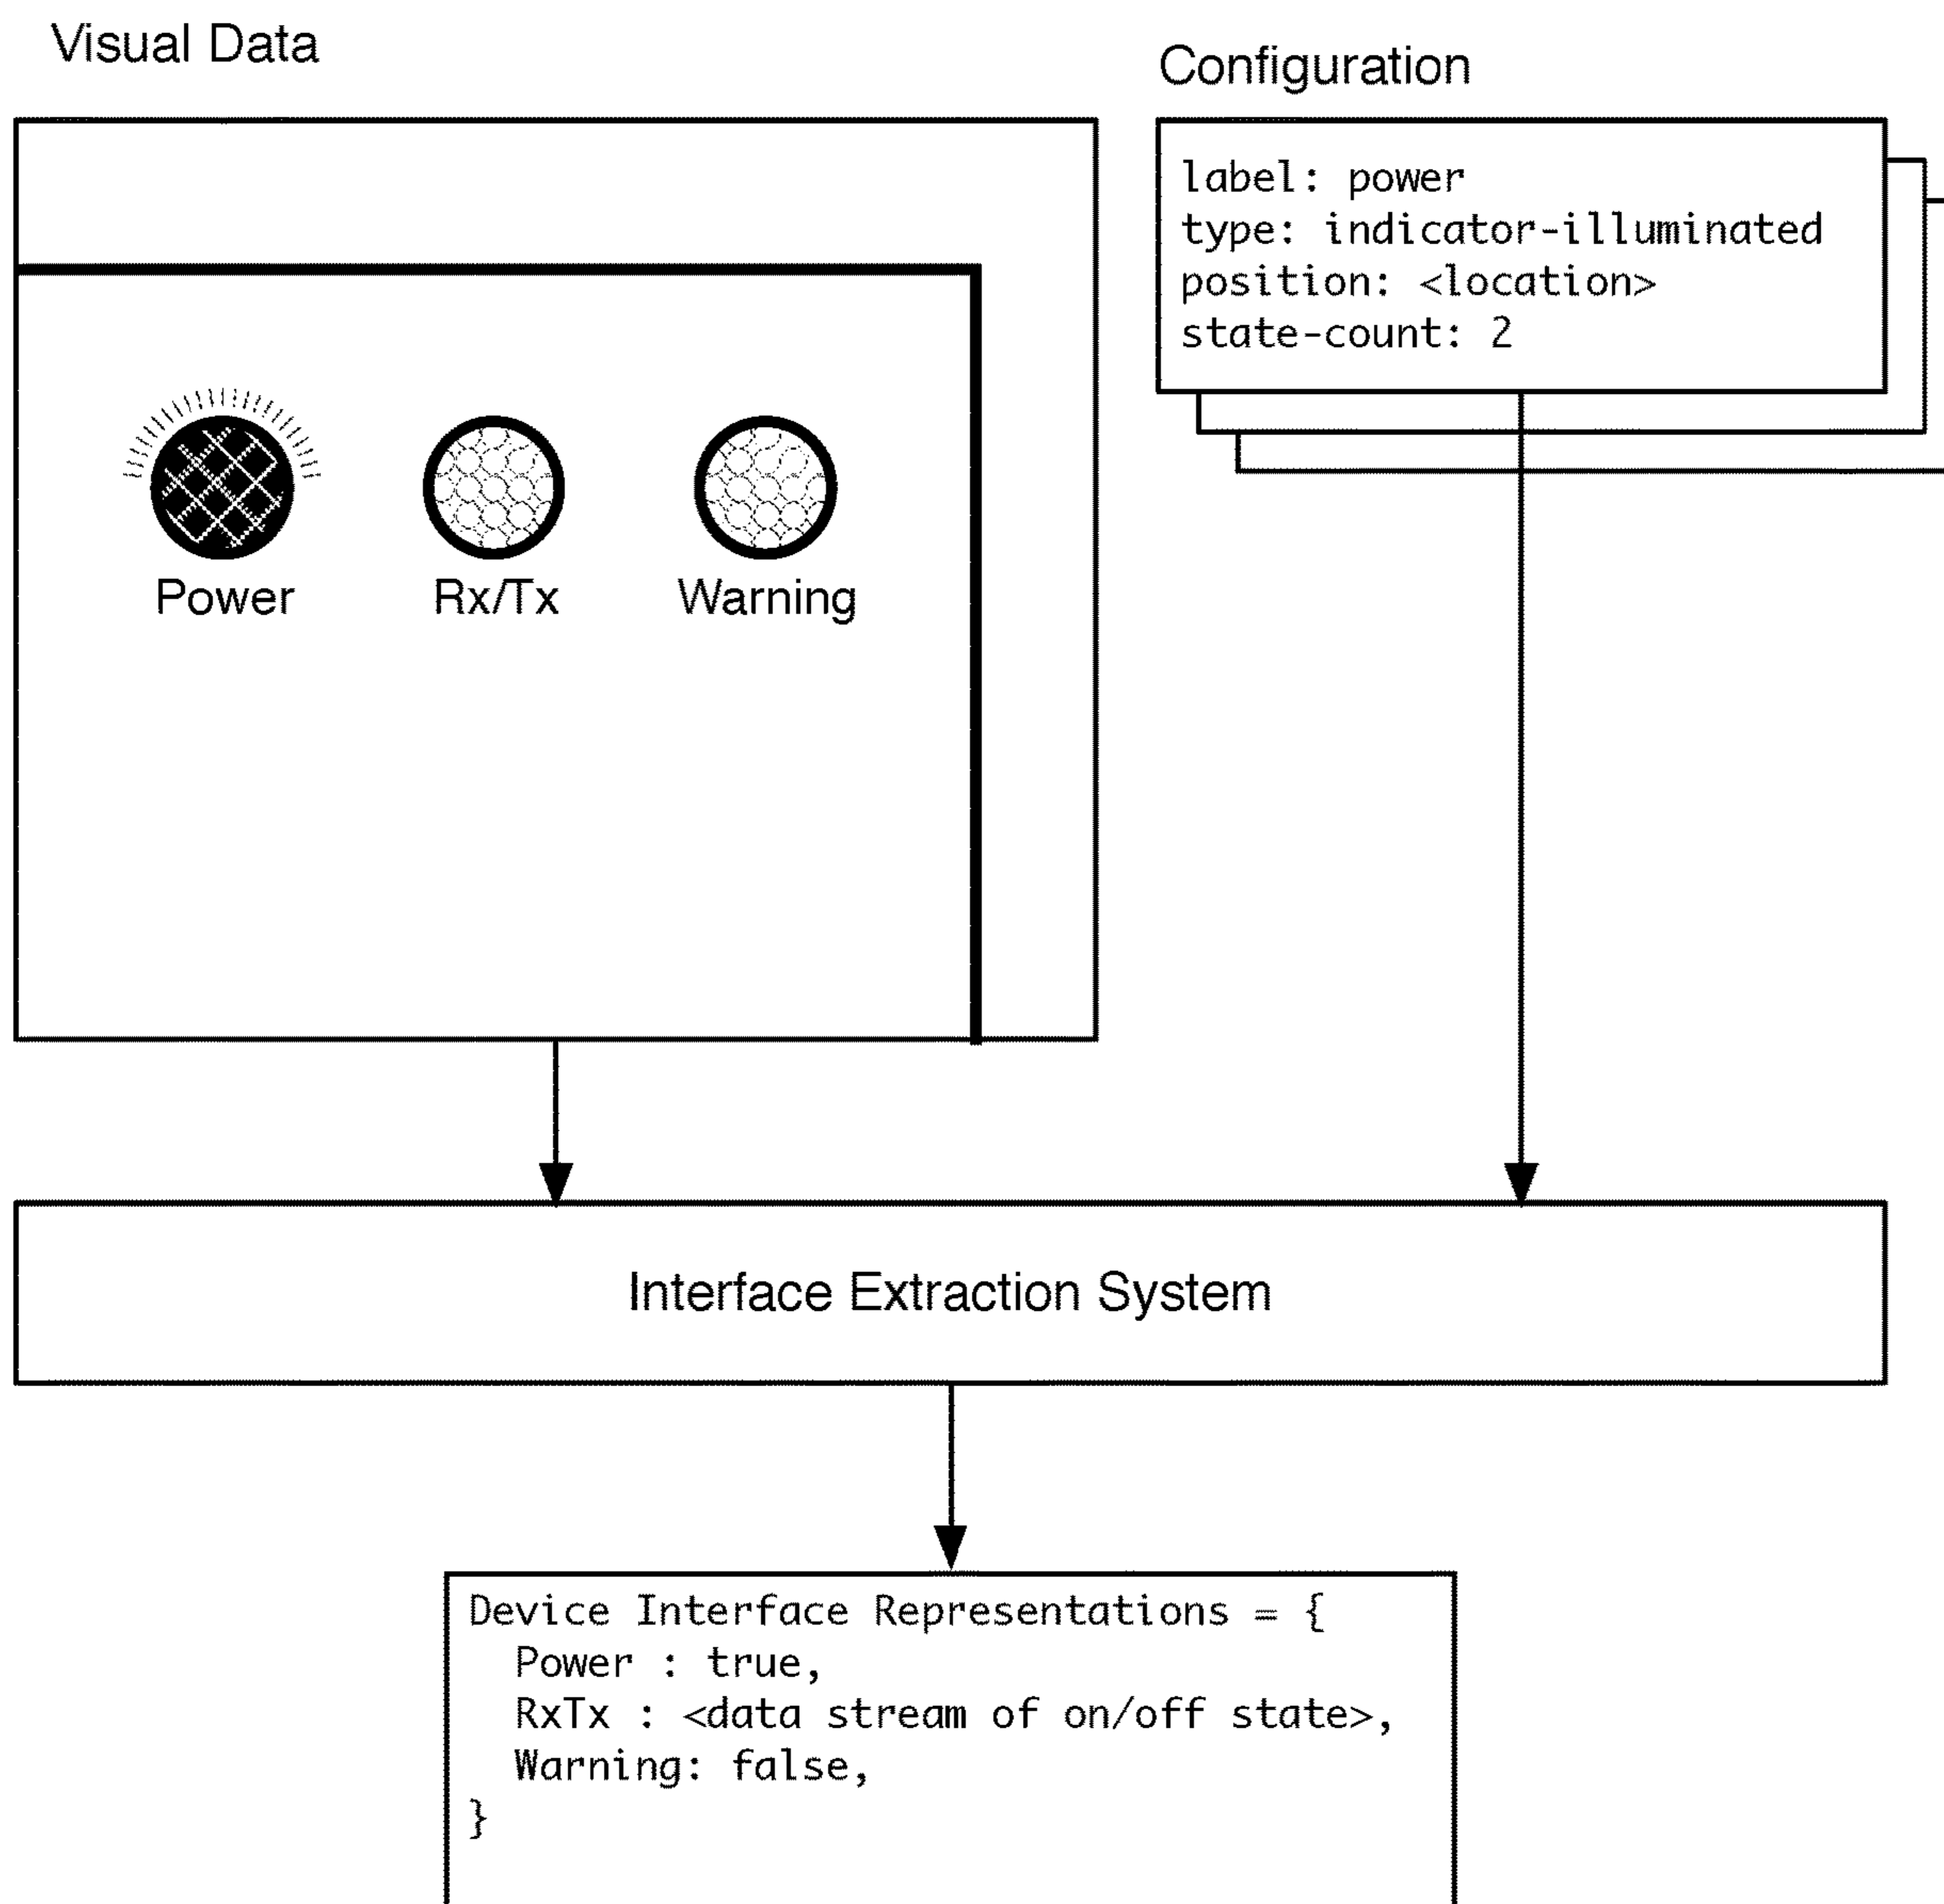 Visual Data
Configuration
label: power
type: indicator-illuminated
position: <location>
state-count: 2
Power
Rx/Tx
Warning
Interface Extraction System
Device Interface Representations = {
Power : true,
RxTx : <data stream of on/off state>,
Warning: false,
}